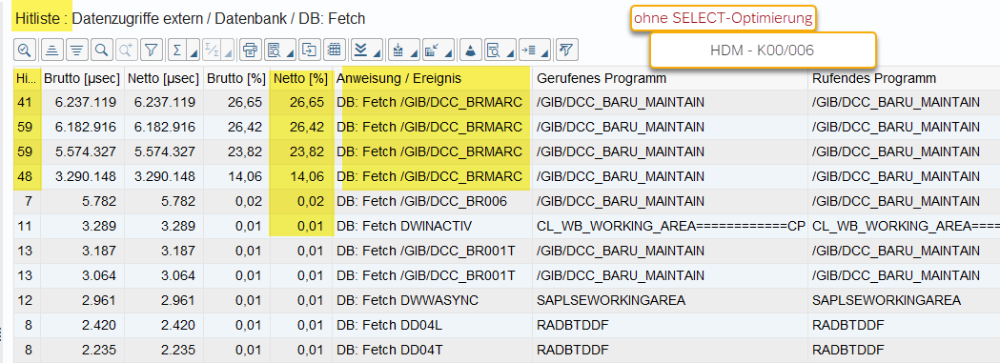 Hitliste : Datenzugriffe extern / Datenbank / DB: Fetch
ohne SELECT-Optimierung
HDM - K00/006
Hi... Brutto [µsec] Netto [µsec] Brutto [%] Netto [%] Anweisung / Ereignis Gerufenes Programm Rufendes Programm
41 6.237.119 6.237.119 26,65 26,65 DB: Fetch /GIB/DCC_BRMARC /GIB/DCC_BARU_MAINTAIN /GIB/DCC_BARU_MAINTAIN
59 6.182.916 6.182.916 26,42 26,42 DB: Fetch /GIB/DCC_BRMARC /GIB/DCC_BARU_MAINTAIN /GIB/DCC_BARU_MAINTAIN
59 5.574.327 5.574.327 23,82 23,82 DB: Fetch /GIB/DCC_BRMARC /GIB/DCC_BARU_MAINTAIN /GIB/DCC_BARU_MAINTAIN
48 3.290.148 3.290.148 14,06 14,06 DB: Fetch /GIB/DCC_BRMARC /GIB/DCC_BARU_MAINTAIN /GIB/DCC_BARU_MAINTAIN
7 5.782 5.782 0,02 0,02 DB: Fetch /GIB/DCC_BR006 /GIB/DCC_BARU_MAINTAIN /GIB/DCC_BARU_MAINTAIN
11 3.289 3.289 0,01 0,01 DB: Fetch DWINACTIV CL_WB_WORKING_AREA============CP CL_WB_WORKING_AREA====
13 3.187 3.187 0,01 0,01 DB: Fetch /GIB/DCC_BR001T /GIB/DCC_BARU_MAINTAIN /GIB/DCC_BARU_MAINTAIN
13 3.064 3.064 0,01 0,01 DB: Fetch /GIB/DCC_BR001T /GIB/DCC_BARU_MAINTAIN /GIB/DCC_BARU_MAINTAIN
12 2.961 2.961 0,01 0,01 DB: Fetch DWWASYNC SAPLSEWORKINGAREA SAPLSEWORKINGAREA
8 2.420 2.420 0,01 0,01 DB: Fetch DD04L RADBTDDF RADBTDDF
8 2.235 2.235 0,01 0,01 DB: Fetch DD04T RADBTDDF RADBTDDF